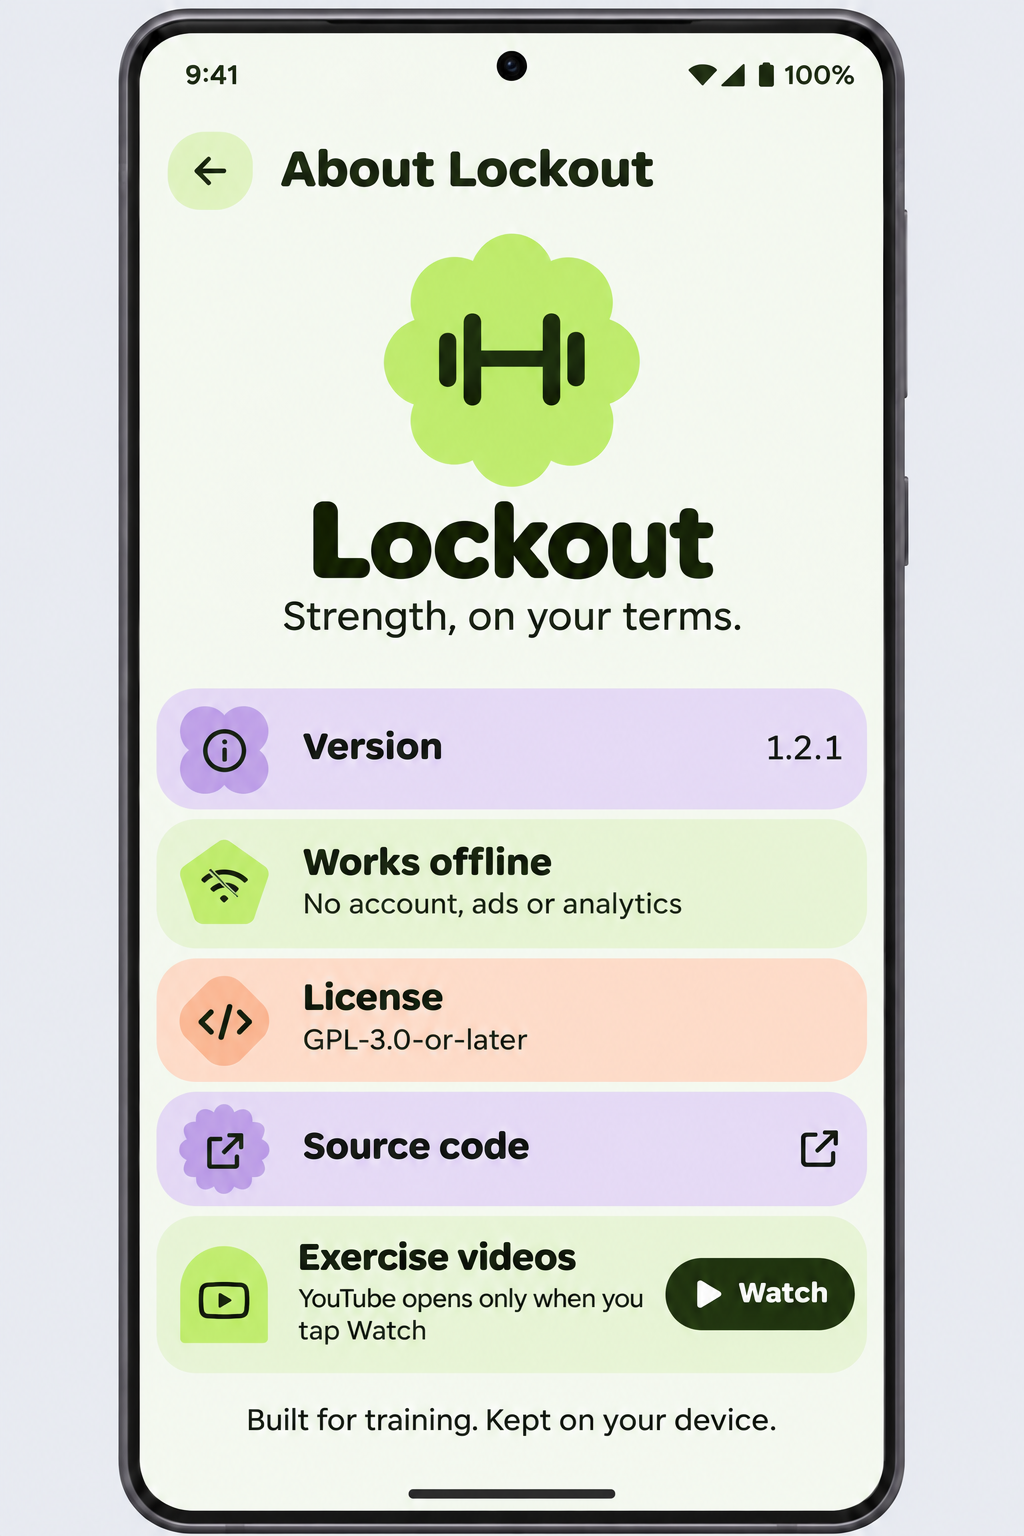 9:41
100%
About Lockout
Lockout
Strength, on your terms.
Version
1.2.1
Works offline
No account, ads or analytics
License
GPL-3.0-or-later
Source code
Exercise videos
YouTube opens only when you
tap Watch
Watch
Built for training. Kept on your device.